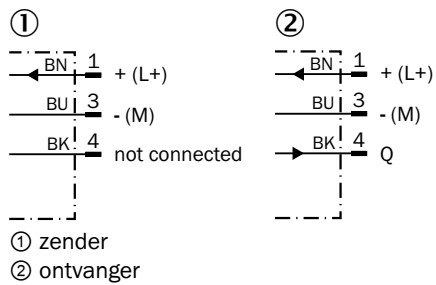 ① ②
BN 1 + (L+)
BU 3 - (M)
BK 4 not connected
BN 1 + (L+)
BU 3 - (M)
BK 4 Q
① zender
② ontvanger